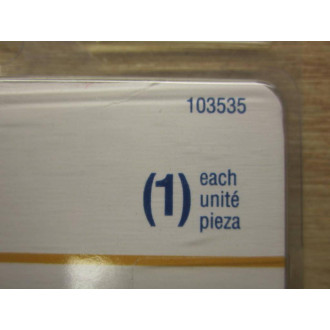 103535
(1) each
unité
pieza